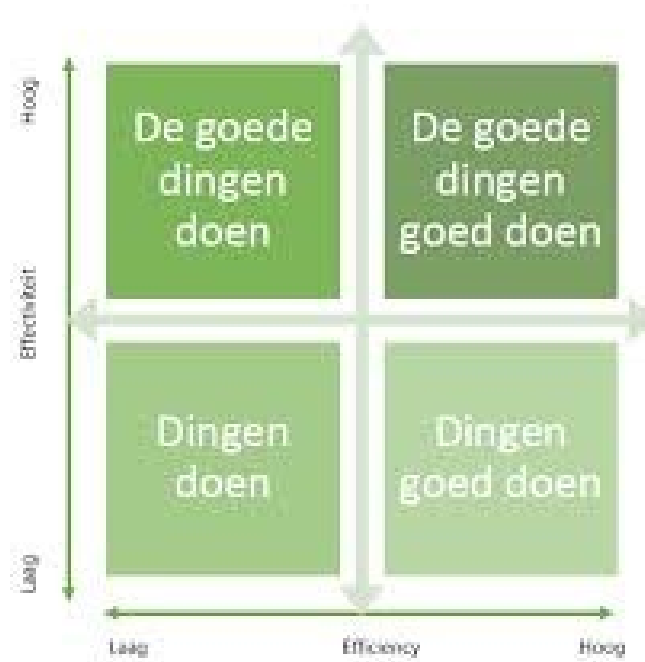 Hoog
De goede
dingen
doen
De goede
dingen
goed doen
Effectiviteit
Dingen
doen
Dingen
goed doen
Laag
Laag
Efficiency
Hoog